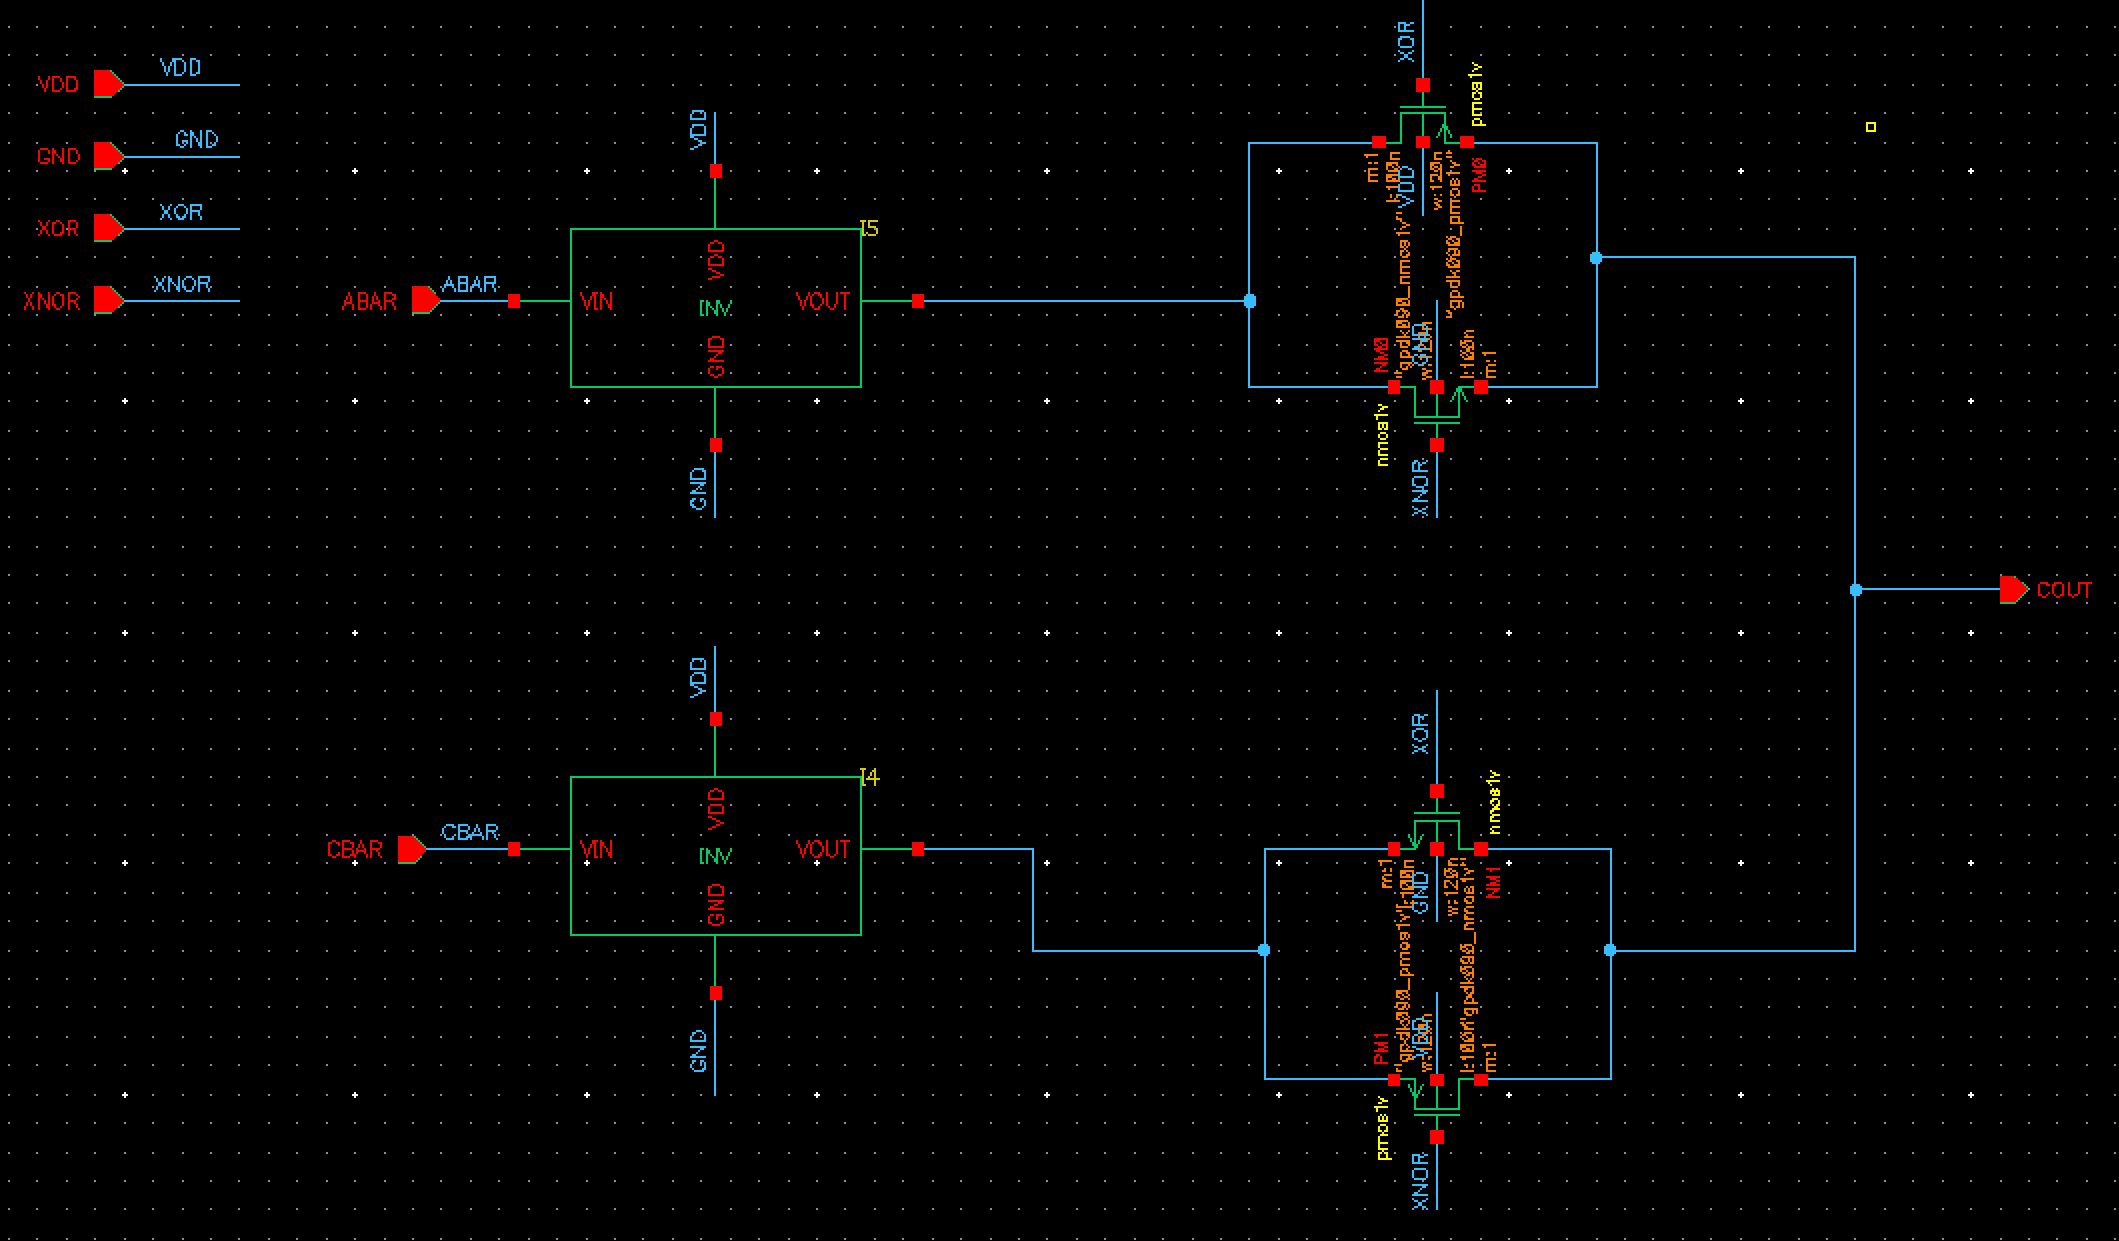 VDD
VDD
GND
GND
XOR
XOR
XNOR
XNOR
ABAR
ABAR
VDD
I5
VDD
VIN
INV
VOUT
GND
GND
XOR
pmos1v
m:1
l:100n
VDD
w:120n
"gpdk090_pmos1v"
PM0
NM0
"gpdk090_nmos1v"
GND
l:100n
m:1
nmos1v
XNOR
COUT
CBAR
CBAR
VDD
I4
VDD
VIN
INV
VOUT
GND
GND
XOR
nmos1v
m:1
l:100n
GND
w:120n
"gpdk090_nmos1v"
NM1
PM1
"gpdk090_pmos1v"
VDD
l:100n
m:1
pmos1v
XNOR